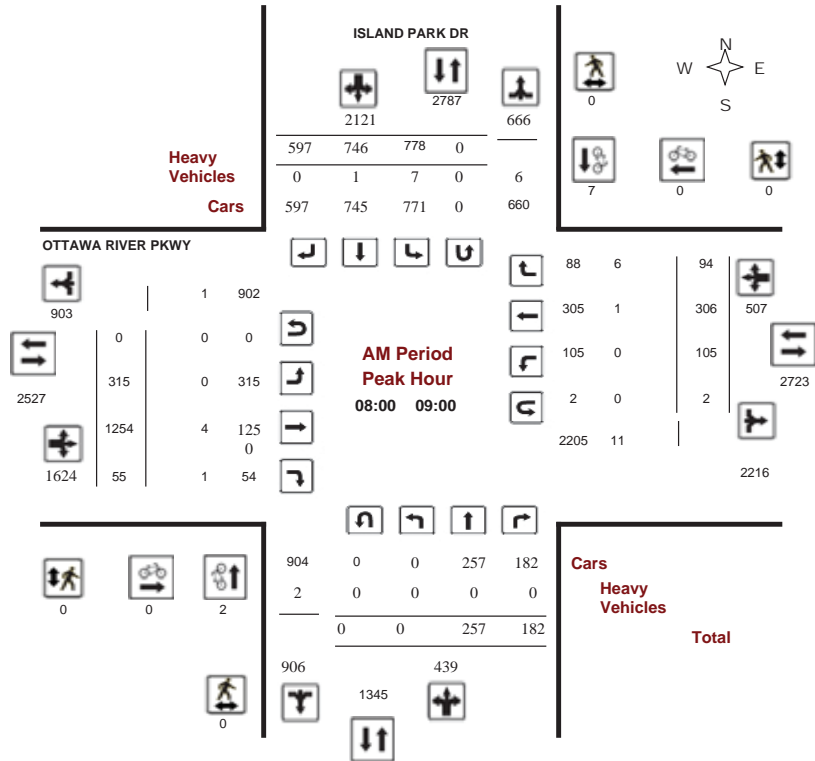 ISLAND PARK DR
N
W E
S
2787
0
2121
666
597 746 778 0
Heavy
Vehicles
0 1 7 0 6
7 0 0
Cars
597 745 771 0 660
OTTAWA RIVER PKWY
88 6 94
903
1 902
305 1 306
507
0 0 0
AM Period
Peak Hour
08:00 09:00
105 0 105
2527
315 0 315
2723
2 0 2
1254 4 125
0
2205 11
1624
55 1 54
2216
904 0 0 257 182
Cars
2 0 0 0 0
Heavy
Vehicles
0 0 2
0 0 257 182
Total
906
439
1345
0